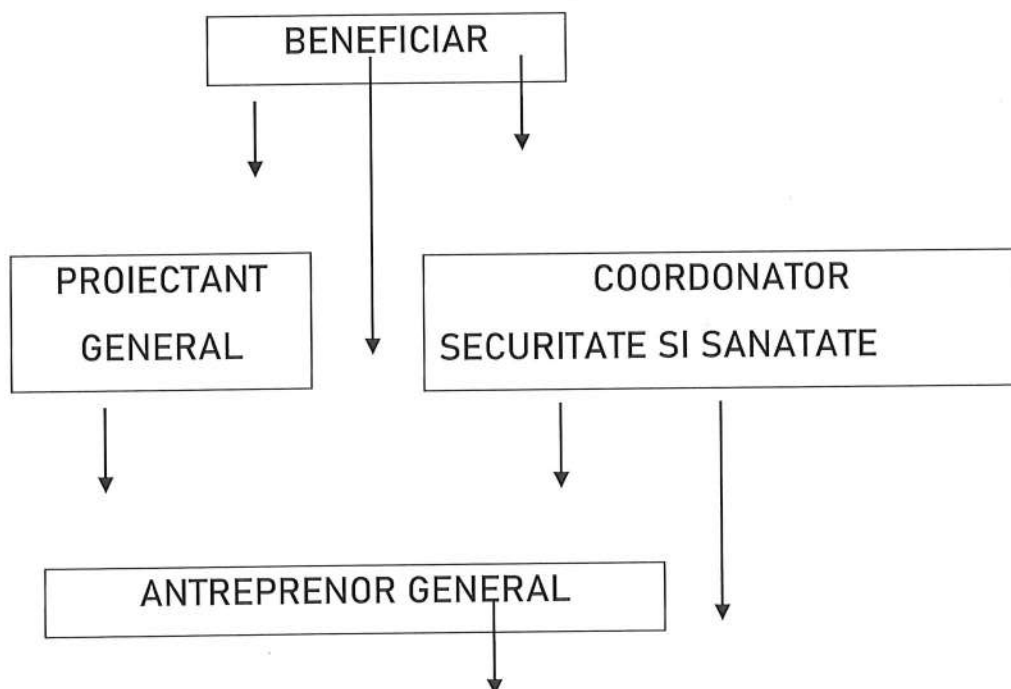 BENEFICIAR
PROIECTANT
GENERAL
COORDONATOR
SECURITATE SI SANATATE
ANTREPRENOR GENERAL